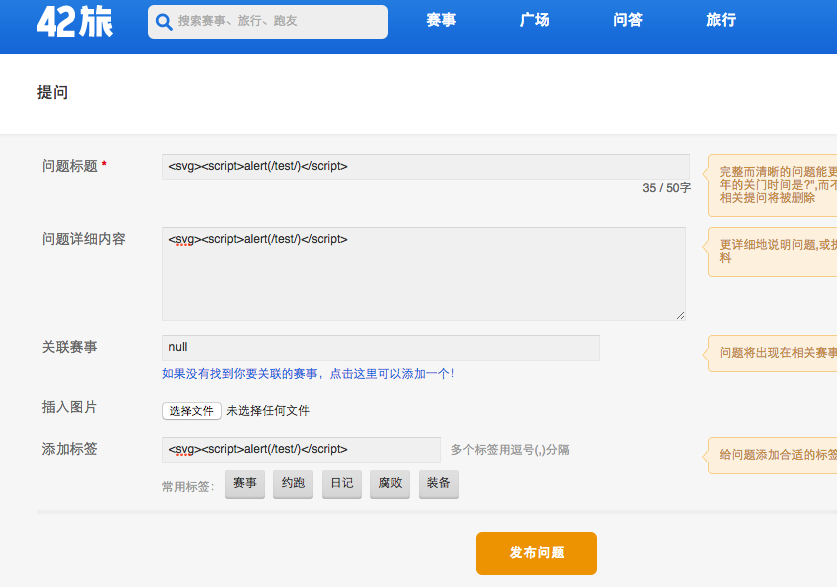 42旅
搜索赛事、旅行、跑友
赛事
广场
问答
旅行
提问
问题标题 *
<svg><script>alert(/test/)</script>
35 / 50字
完整而清晰的问题能更
年的关门时间是?",而不
相关提问将被删除
问题详细内容
<svg><script>alert(/test/)</script>
更详细地说明问题,或提
料
关联赛事
null
问题将出现在相关赛事
如果没有找到你要关联的赛事，点击这里可以添加一个！
插入图片
选择文件 未选择任何文件
添加标签
<svg><script>alert(/test/)</script>
多个标签用逗号(,)分隔
给问题添加合适的标签
常用标签：
赛事
约跑
日记
腐败
装备
发布问题